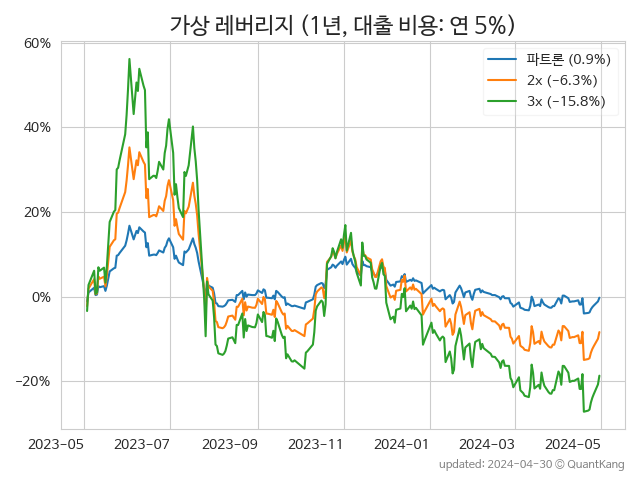 가상 레버리지 (1년, 대출 비용: 연 5%)
파트론 (0.9%)
2x (−6.3%)
3x (−15.8%)
60%
40%
20%
0%
−20%
2023-05 2023-07 2023-09 2023-11 2024-01 2024-03 2024-05
updated: 2024-04-30 © QuantKang